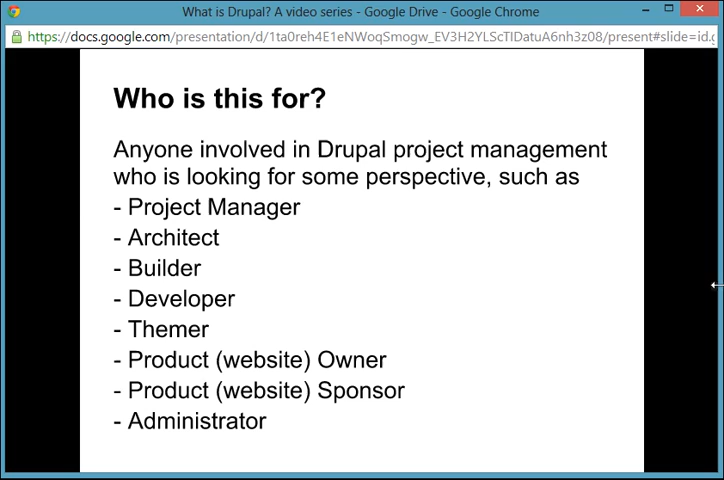 What is Drupal? A video series - Google Drive - Google Chrome
https://docs.google.com/presentation/d/1ta0reh4E1eNWoqSmogw_EV3H2YLScTIDatuA6nh3z08/present#slide=id.g
Who is this for?
Anyone involved in Drupal project management
who is looking for some perspective, such as
- Project Manager
- Architect
- Builder
- Developer
- Themer
- Product (website) Owner
- Product (website) Sponsor
- Administrator